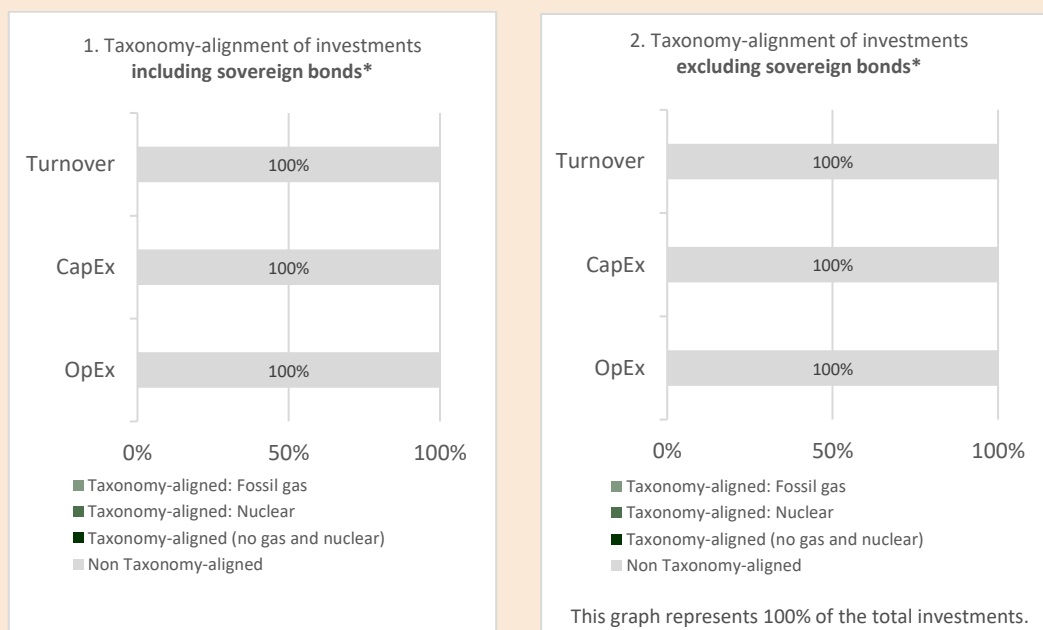 1. Taxonomy-alignment of investments
including sovereign bonds*
Turnover
100%
CapEx
100%
OpEx
100%
0%
50%
100%
Taxonomy-aligned: Fossil gas
Taxonomy-aligned: Nuclear
Taxonomy-aligned (no gas and nuclear)
Non Taxonomy-aligned
2. Taxonomy-alignment of investments
excluding sovereign bonds*
Turnover
100%
CapEx
100%
OpEx
100%
0%
50%
100%
Taxonomy-aligned: Fossil gas
Taxonomy-aligned: Nuclear
Taxonomy-aligned (no gas and nuclear)
Non Taxonomy-aligned
This graph represents 100% of the total investments.